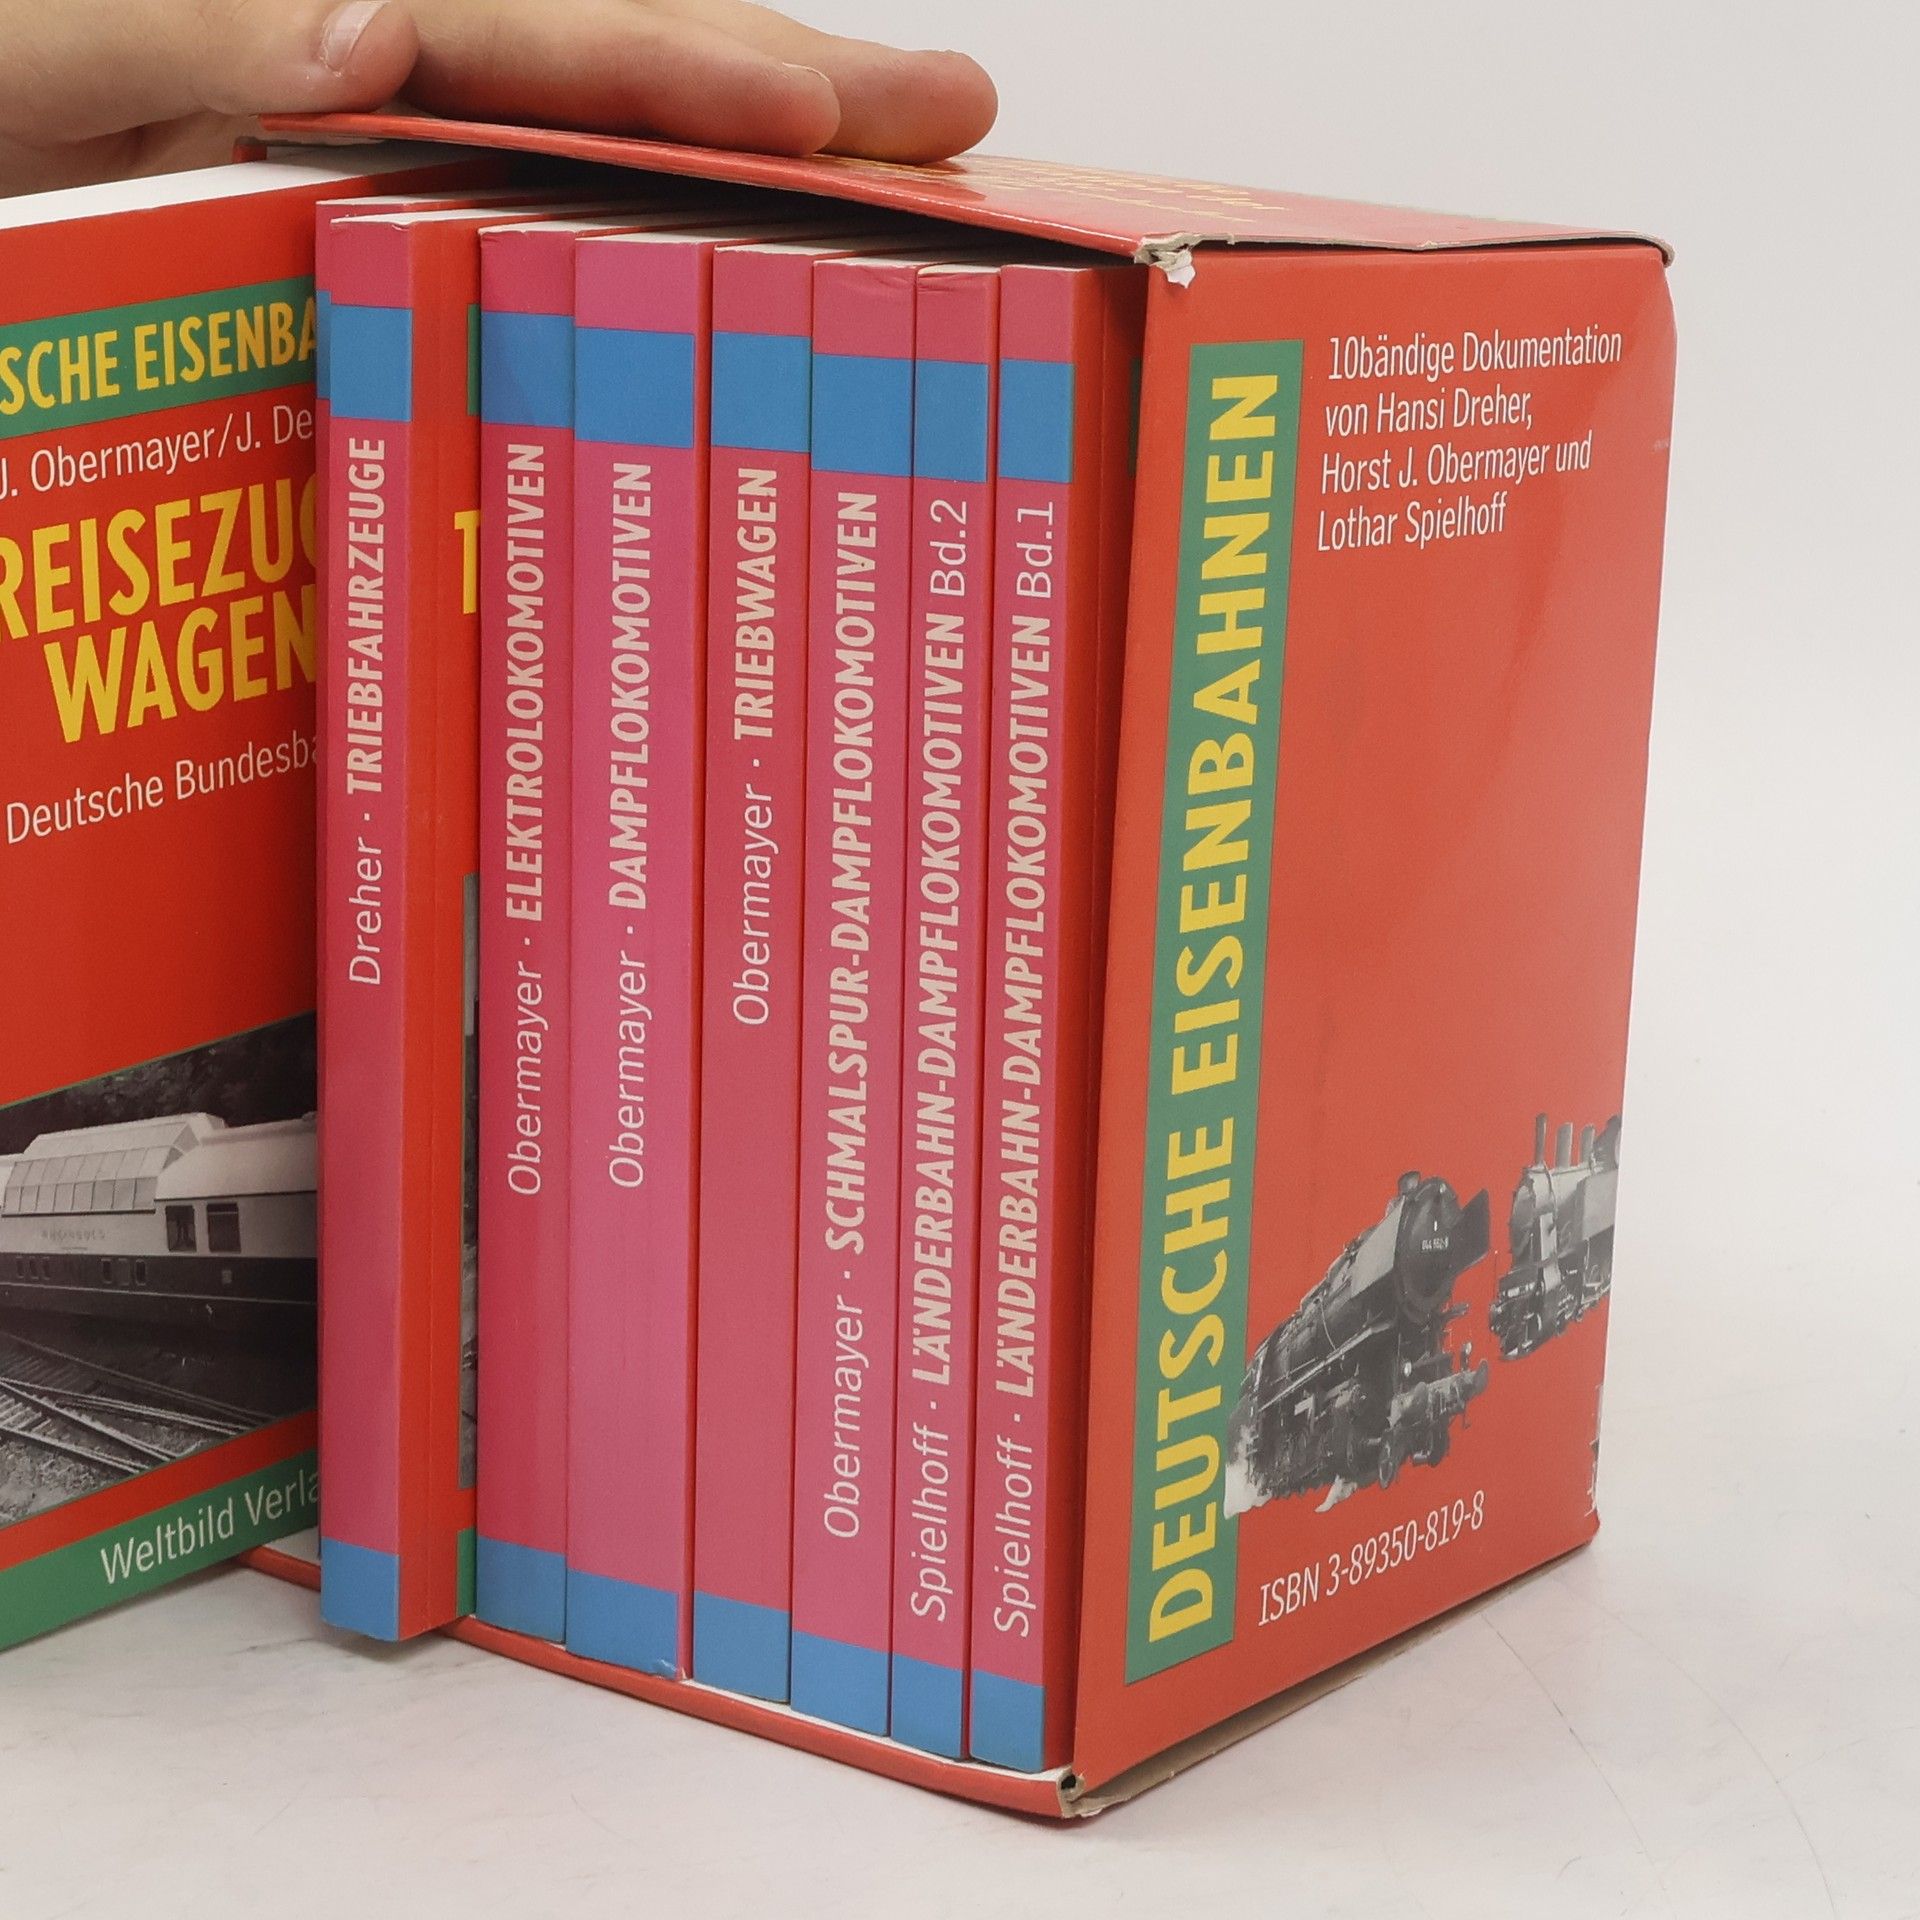 SCHE EISENBA
J. Obermayer/J. De
REISEZUG
WAGEN
Deutsche Bundesba
Weltbild Verla
Dreher · TRIEBFAHRZEUGE
T
Obermayer · ELEKTROLOKOMOTIVEN
Obermayer · DAMPFLOKOMOTIVEN
Obermayer · TRIEBWAGEN
Obermayer · SCHMALSPUR-DAMPFLOKOMOTIVEN
Spielhoff · LÄNDERBAHN-DAMPFLOKOMOTIVEN Bd.2
Spielhoff · LÄNDERBAHN-DAMPFLOKOMOTIVEN Bd.1
DEUTSCHE EISENBAHNEN
10bändige Dokumentation
von Hansi Dreher,
Horst J. Obermayer und
Lothar Spielhoff
ISBN 3-89350-819-8